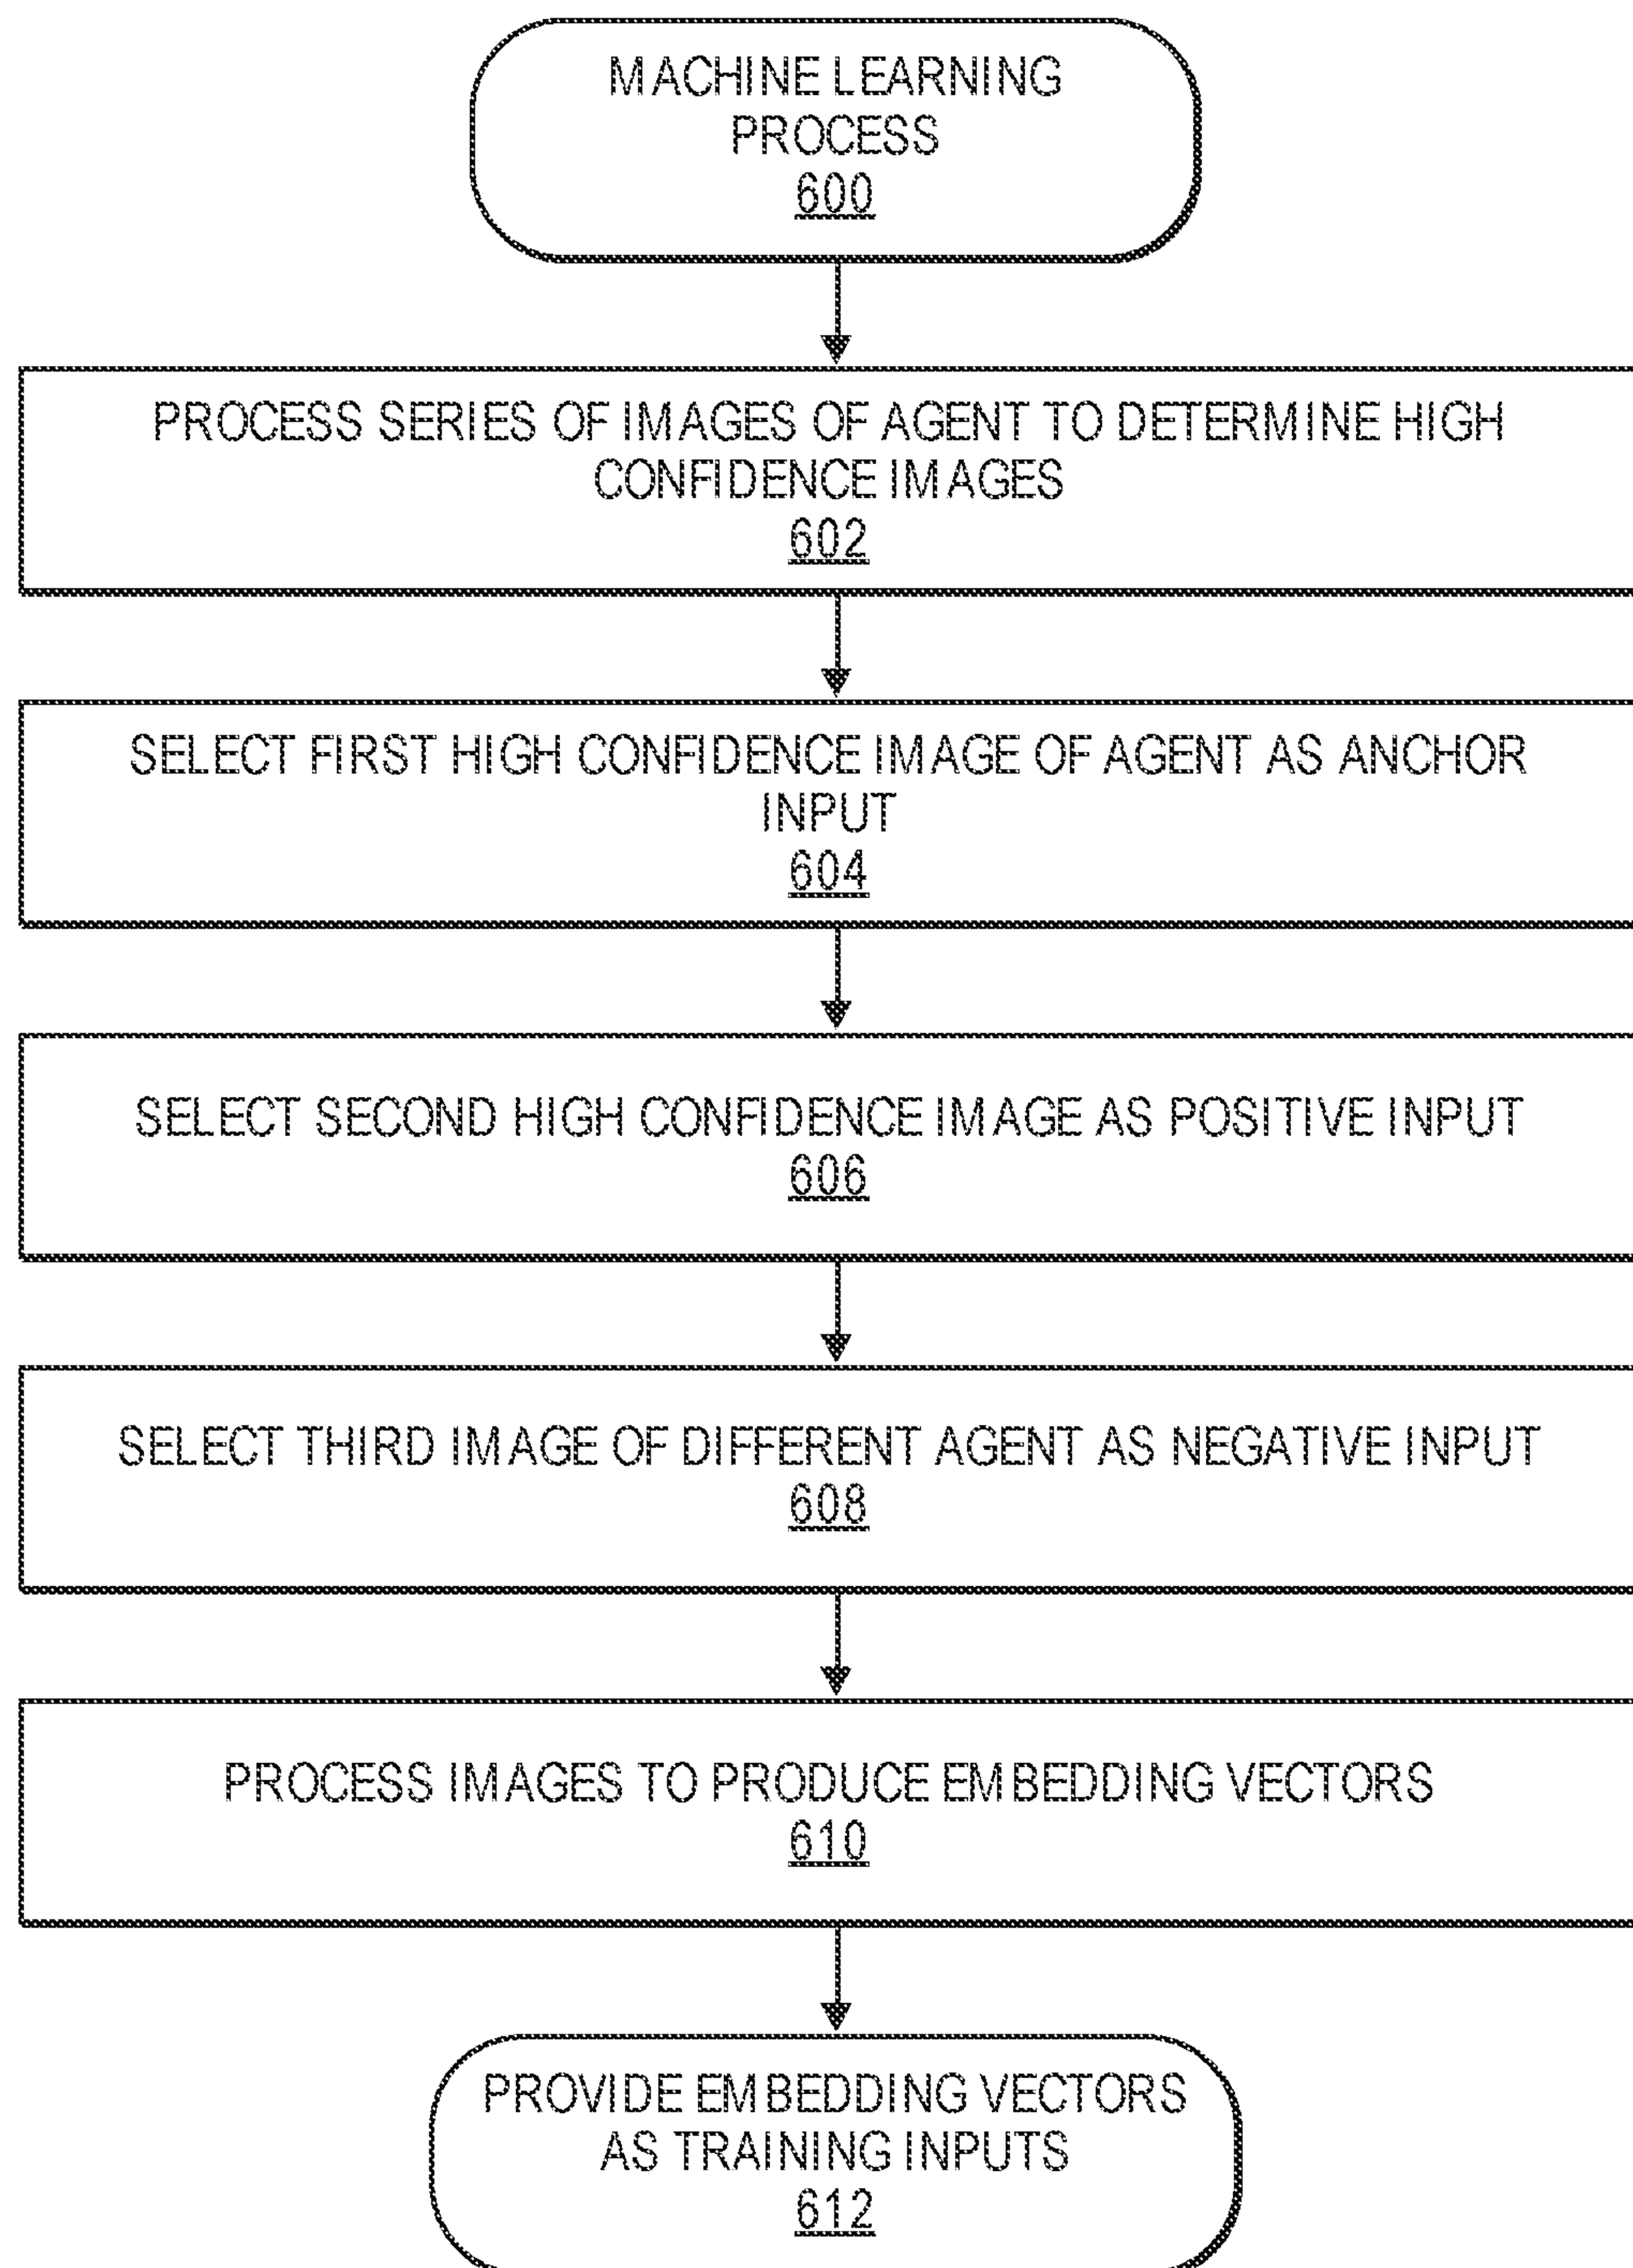 MACHINE LEARNING
PROCESS
600
PROCESS SERIES OF IMAGES OF AGENT TO DETERMINE HIGH
CONFIDENCE IMAGES
602
SELECT FIRST HIGH CONFIDENCE IMAGE OF AGENT AS ANCHOR
INPUT
604
SELECT SECOND HIGH CONFIDENCE IMAGE AS POSITIVE INPUT
606
SELECT THIRD IMAGE OF DIFFERENT AGENT AS NEGATIVE INPUT
608
PROCESS IMAGES TO PRODUCE EMBEDDING VECTORS
610
PROVIDE EMBEDDING VECTORS
AS TRAINING INPUTS
612